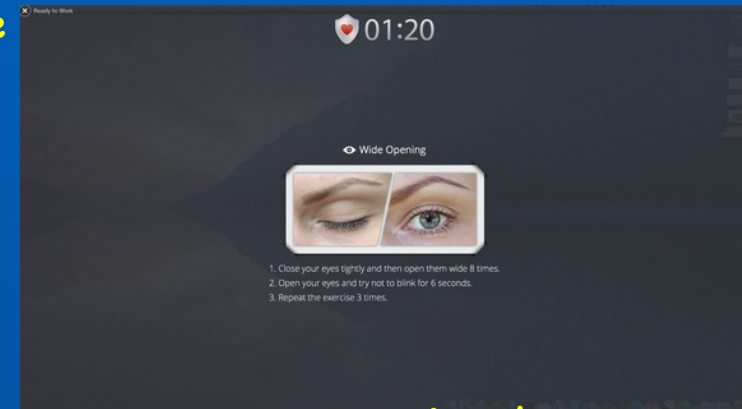 Ready to Work
01:20
Wide Opening
1. Close your eyes tightly and then open them wide 8 times.
2. Open your eyes and try not to blink for 6 seconds.
3. Repeat the exercise 3 times.